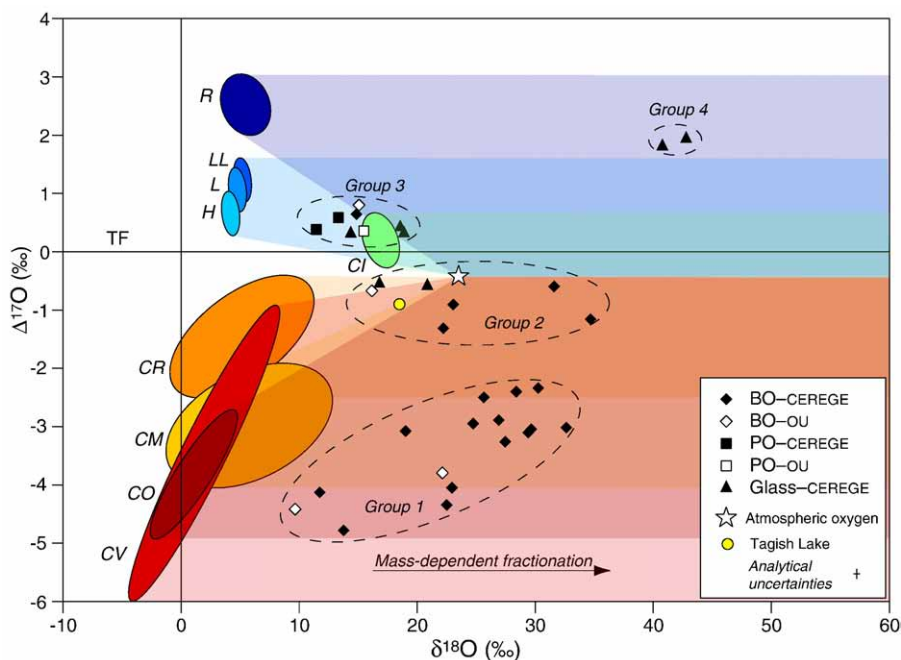 4
3
2
1
0
-1
-2
-3
-4
-5
-6
Δ17O (‰)
R
Group 4
LL
L
H
Group 3
TF
CI
Group 2
CR
CM
CO
CV
Group 1
Mass-dependent fractionation
BO–CEREGE
BO–OU
PO–CEREGE
PO–OU
Glass–CEREGE
Atmospheric oxygen
Tagish Lake
Analytical
uncertainties
-10 0 10 20 30 40 50 60
δ18O (‰)